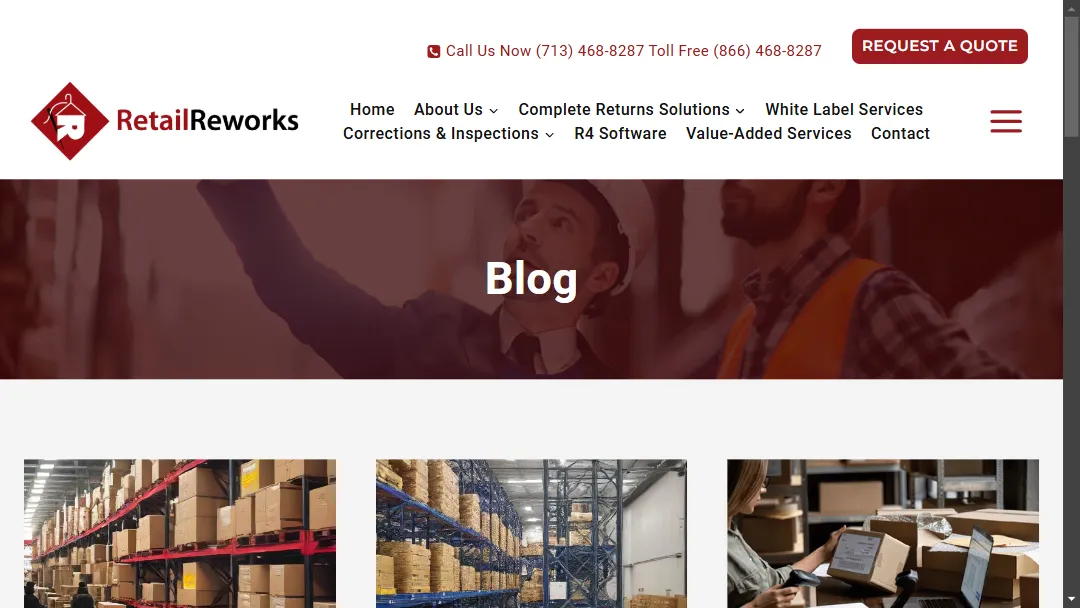 Call Us Now (713) 468-8287 Toll Free (866) 468-8287
REQUEST A QUOTE
RetailReworks
Home About Us Complete Returns Solutions White Label Services
Corrections & Inspections R4 Software Value-Added Services Contact
Blog